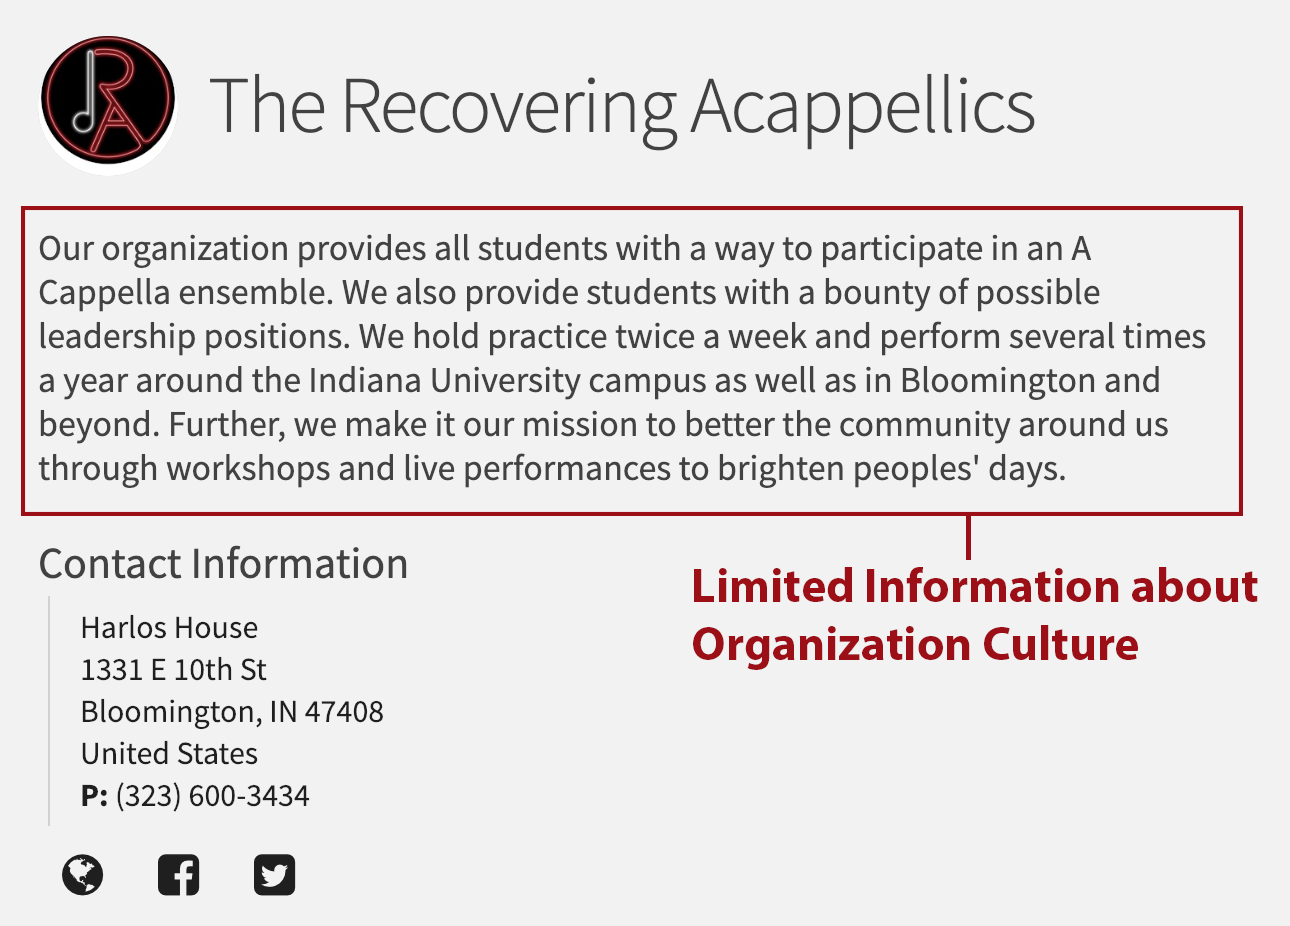 RA
The Recovering Acappellics
Our organization provides all students with a way to participate in an A
Cappella ensemble. We also provide students with a bounty of possible
leadership positions. We hold practice twice a week and perform several times
a year around the Indiana University campus as well as in Bloomington and
beyond. Further, we make it our mission to better the community around us
through workshops and live performances to brighten peoples' days.
Limited Information about
Organization Culture
Contact Information
Harlos House
1331 E 10th St
Bloomington, IN 47408
United States
P: (323) 600-3434